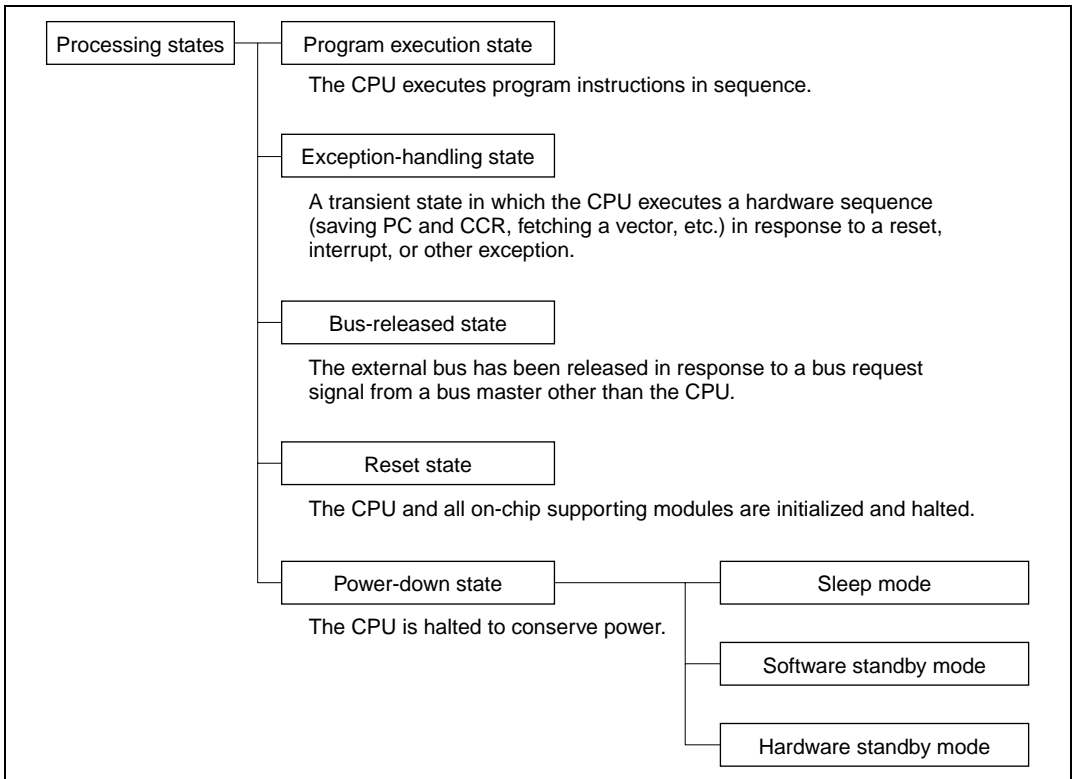 Processing states
Program execution state
The CPU executes program instructions in sequence.
Exception-handling state
A transient state in which the CPU executes a hardware sequence
(saving PC and CCR, fetching a vector, etc.) in response to a reset,
interrupt, or other exception.
Bus-released state
The external bus has been released in response to a bus request
signal from a bus master other than the CPU.
Reset state
The CPU and all on-chip supporting modules are initialized and halted.
Power-down state
Sleep mode
The CPU is halted to conserve power.
Software standby mode
Hardware standby mode